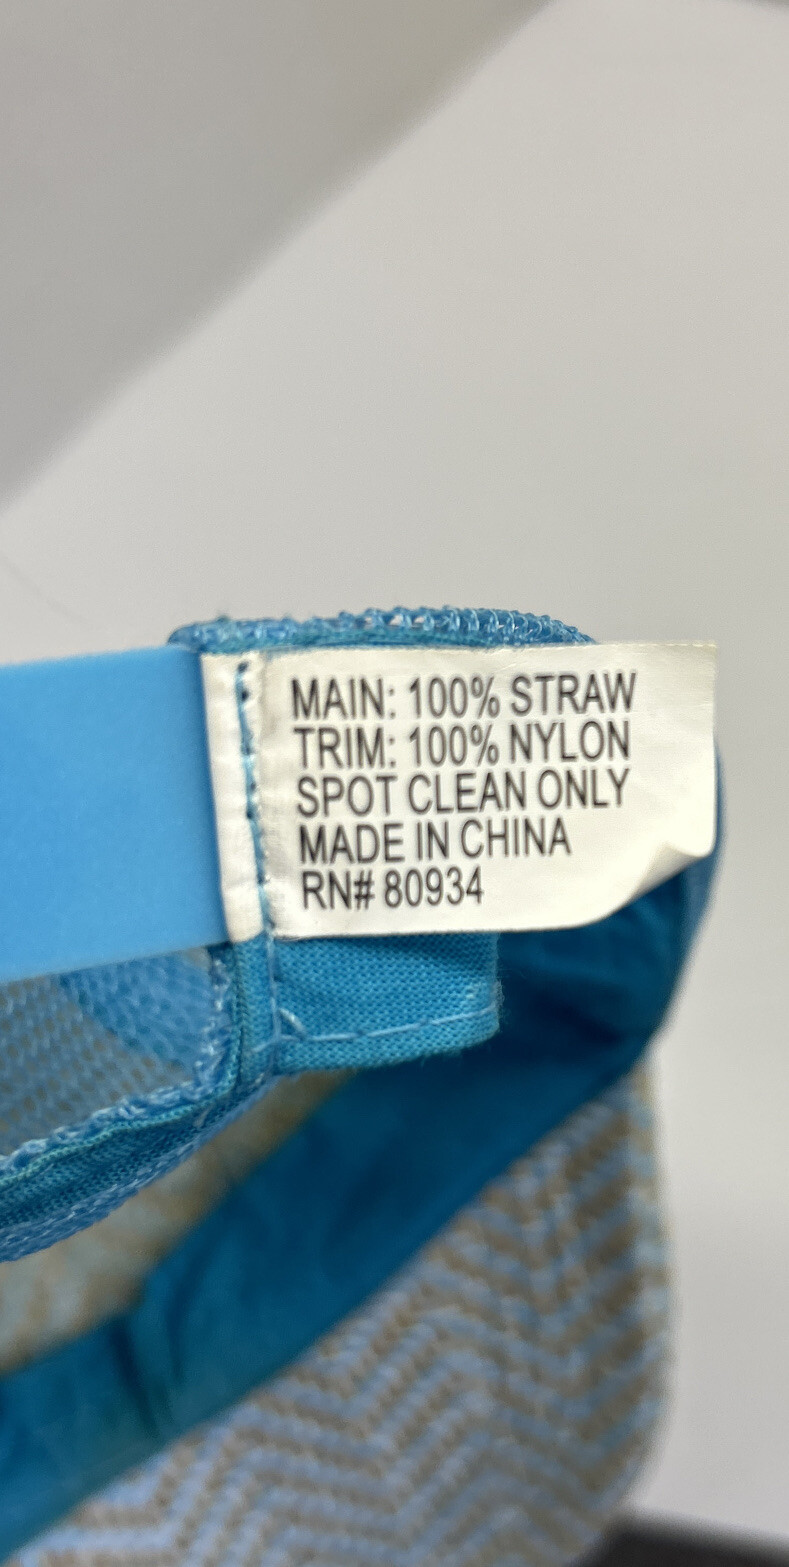 MAIN: 100% STRAW
TRIM: 100% NYLON
SPOT CLEAN ONLY
MADE IN CHINA
RN# 80934